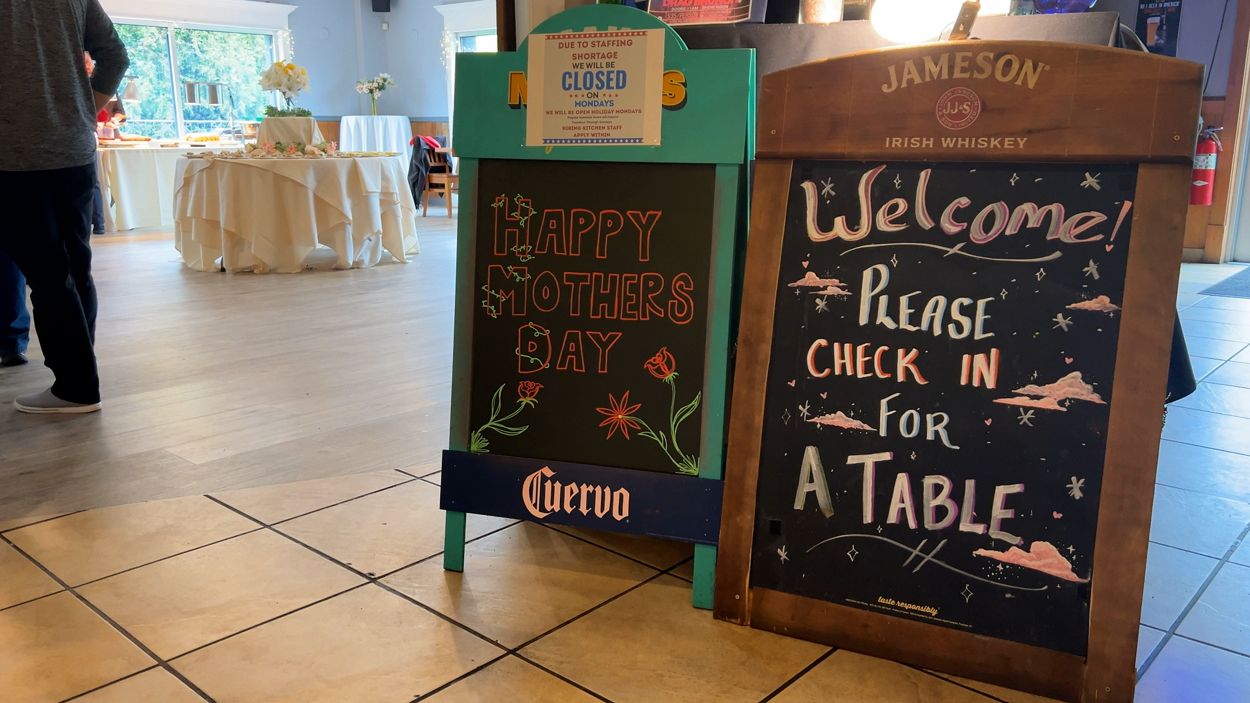 DUE TO STAFFING
SHORTAGE
WE WILL BE
CLOSED
ON
MONDAYS
WE WILL BE OPEN HOLIDAY MONDAYS
HIRING KITCHEN STAFF
APPLY WITHIN
HAPPY
MOTHERS
DAY
Cuervo
JAMESON
JJ&S
IRISH WHISKEY
Welcome!
PLEASE
CHECK IN
FOR
A TABLE
taste responsibly